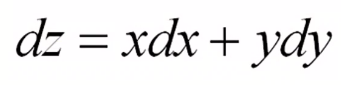 dz = xdx + ydy